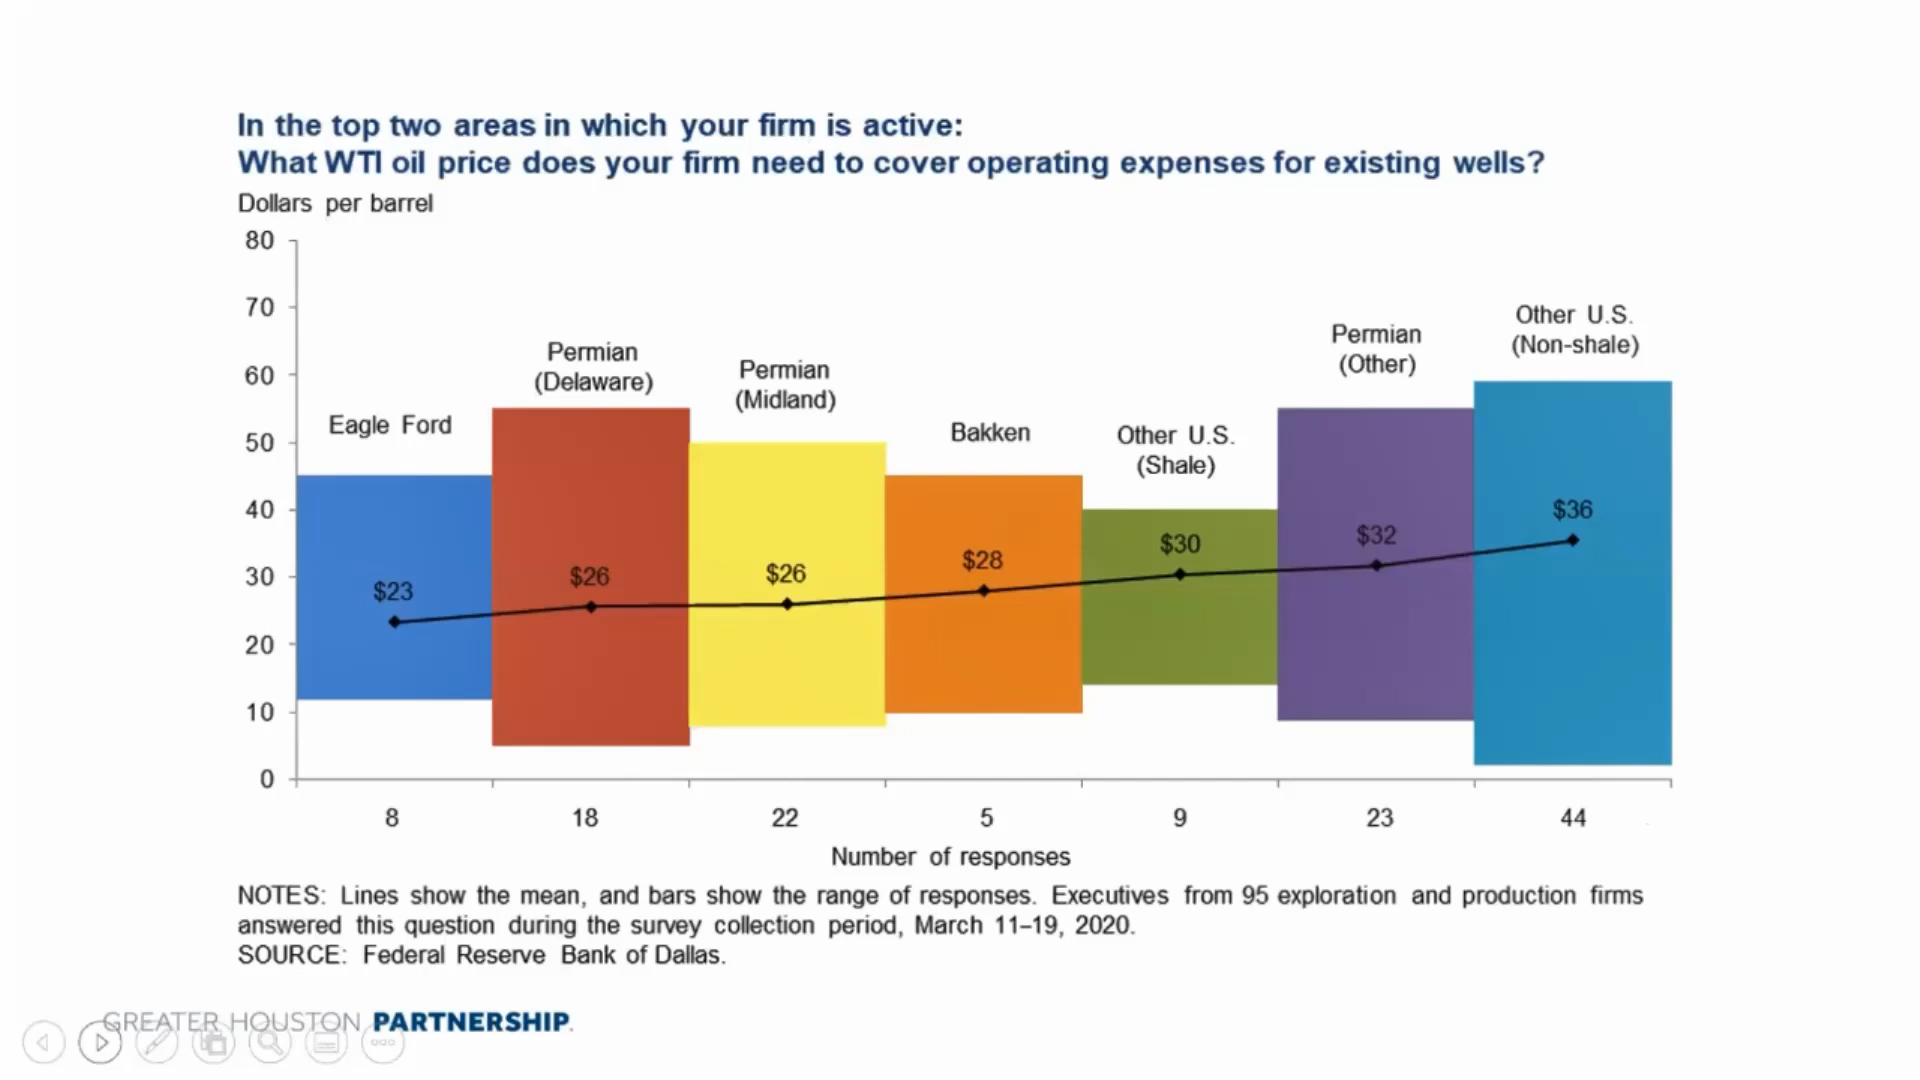 In the top two areas in which your firm is active:
What WTI oil price does your firm need to cover operating expenses for existing wells?
Dollars per barrel
80
70
60
50
40
30
20
10
0
Eagle Ford
Permian
(Delaware)
Permian
(Midland)
Bakken
Other U.S.
(Shale)
Permian
(Other)
Other U.S.
(Non-shale)
$23
$26
$26
$28
$30
$32
$36
8 18 22 5 9 23 44
Number of responses
NOTES: Lines show the mean, and bars show the range of responses. Executives from 95 exploration and production firms
answered this question during the survey collection period, March 11–19, 2020.
SOURCE: Federal Reserve Bank of Dallas.
GREATER HOUSTON PARTNERSHIP.